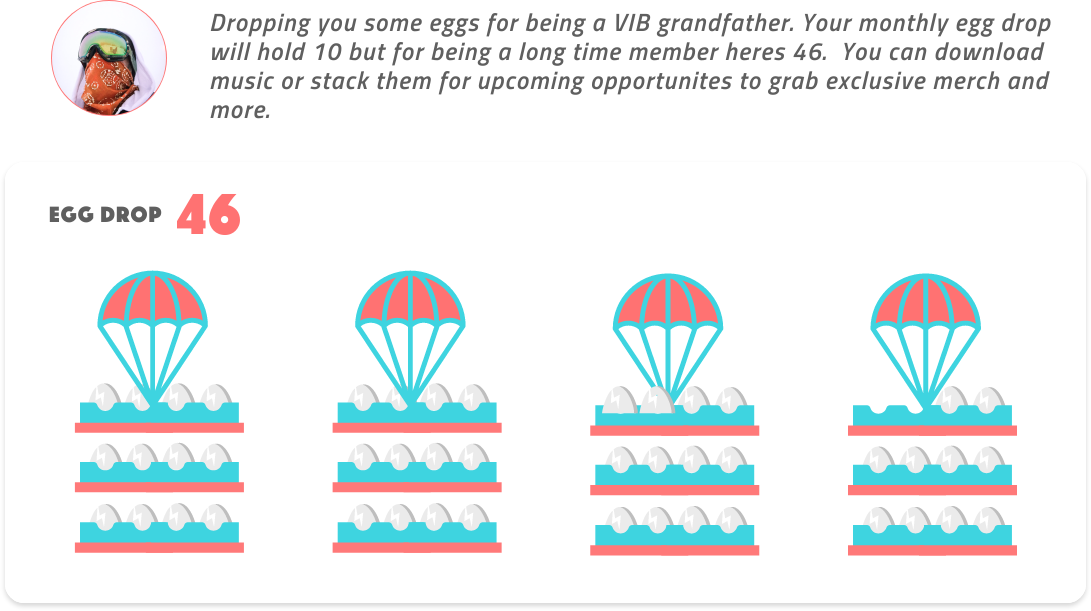 Dropping you some eggs for being a VIB grandfather. Your monthly egg drop
will hold 10 but for being a long time member heres 46.  You can download
music or stack them for upcoming opportunites to grab exclusive merch and
more.
EGG DROP 46